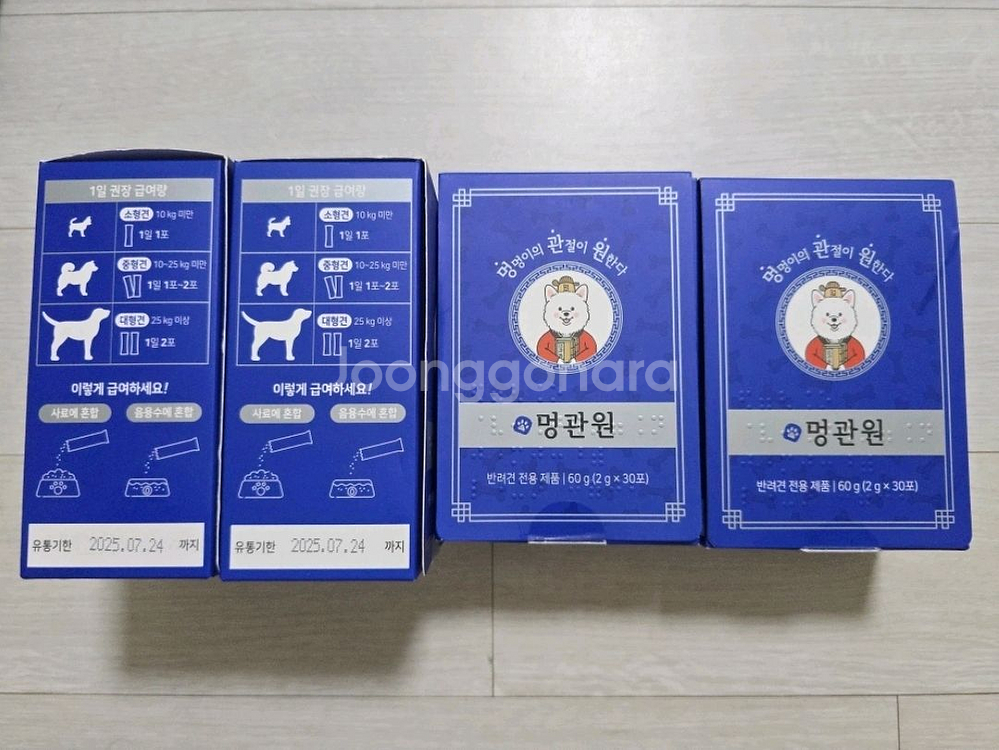 1일 권장 급여량
소형견 10 kg 미만
1일 1포
중형견 10~25 kg 미만
1일 1포~2포
대형견 25 kg 이상
1일 2포
이렇게 급여하세요!
사료에 혼합 음용수에 혼합
유통기한 2025.07.24 까지
1일 권장 급여량
소형견 10 kg 미만
1일 1포
중형견 10~25 kg 미만
1일 1포~2포
대형견 25 kg 이상
1일 2포
이렇게 급여하세요!
사료에 혼합 음용수에 혼합
유통기한 2025.07.24 까지
멍멍이의 관절이 원한다
멍관원
반려견 전용 제품 | 60 g (2 g × 30포)
멍멍이의 관절이 원한다
멍관원
반려견 전용 제품 | 60 g (2 g × 30포)
Joonggonara